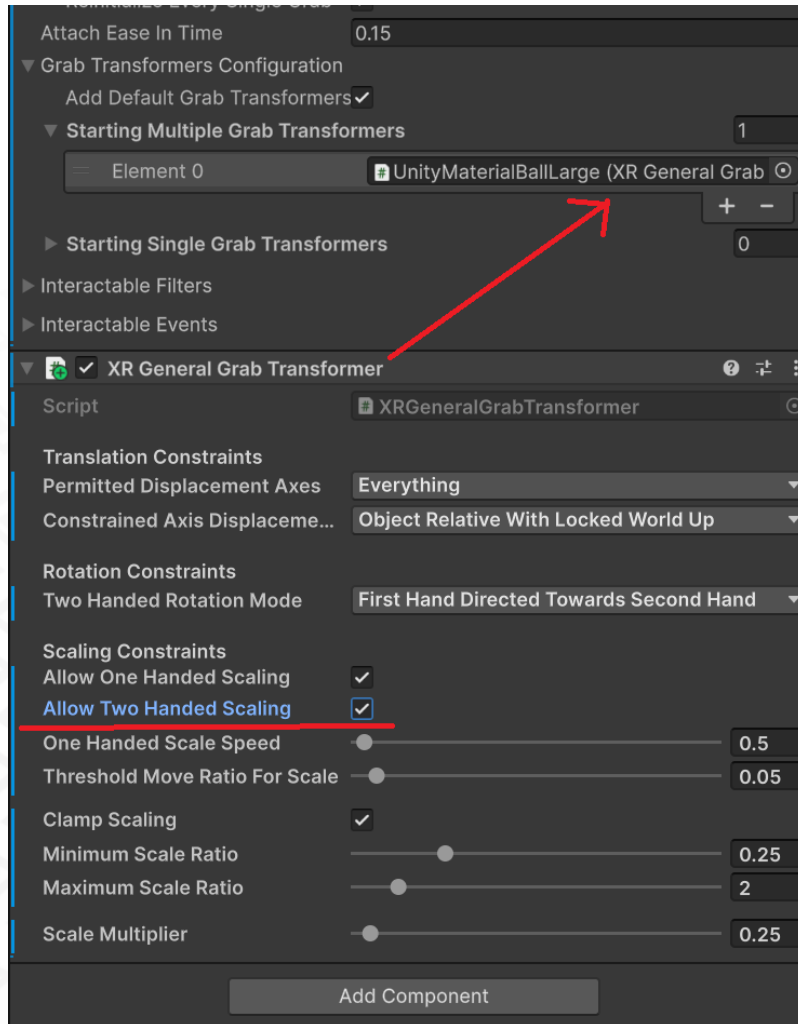 Reinitialize Every Single Grab
Attach Ease In Time 0.15
Grab Transformers Configuration
Add Default Grab Transformers
Starting Multiple Grab Transformers 1
Element 0 UnityMaterialBallLarge (XR General Grab
Starting Single Grab Transformers 0
Interactable Filters
Interactable Events
XR General Grab Transformer
Script XRGeneralGrabTransformer
Translation Constraints
Permitted Displacement Axes Everything
Constrained Axis Displaceme... Object Relative With Locked World Up
Rotation Constraints
Two Handed Rotation Mode First Hand Directed Towards Second Hand
Scaling Constraints
Allow One Handed Scaling
Allow Two Handed Scaling
One Handed Scale Speed 0.5
Threshold Move Ratio For Scale 0.05
Clamp Scaling
Minimum Scale Ratio 0.25
Maximum Scale Ratio 2
Scale Multiplier 0.25
Add Component